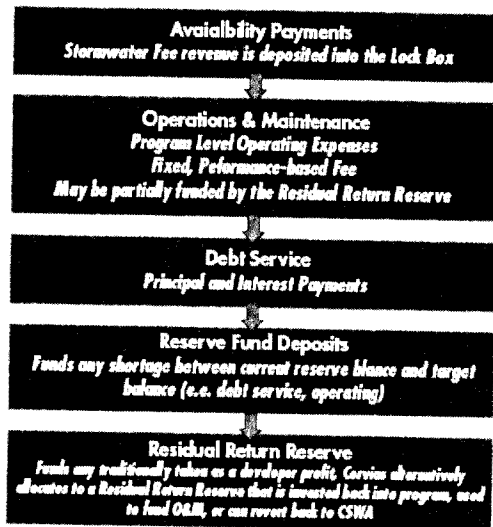 Avaialbility Payments
Stormwater Fee revenue is deposited into the Lock Box
Operations & Maintenance
Program Level Operating Expenses
Fixed, Peformance-based Fee
May be partially funded by the Residual Return Reserve
Debt Service
Principal and Interest Payments
Reserve Fund Deposits
Funds any shortage between current reserve blance and target
balance (e.e. debt service, operating)
Residual Return Reserve
Funds any traditionally taken as a developer profit, Corvias alternatively
allocates to a Residual Return Reserve that is invested back into program, used
to fund O&M, or can revert back to CSWA